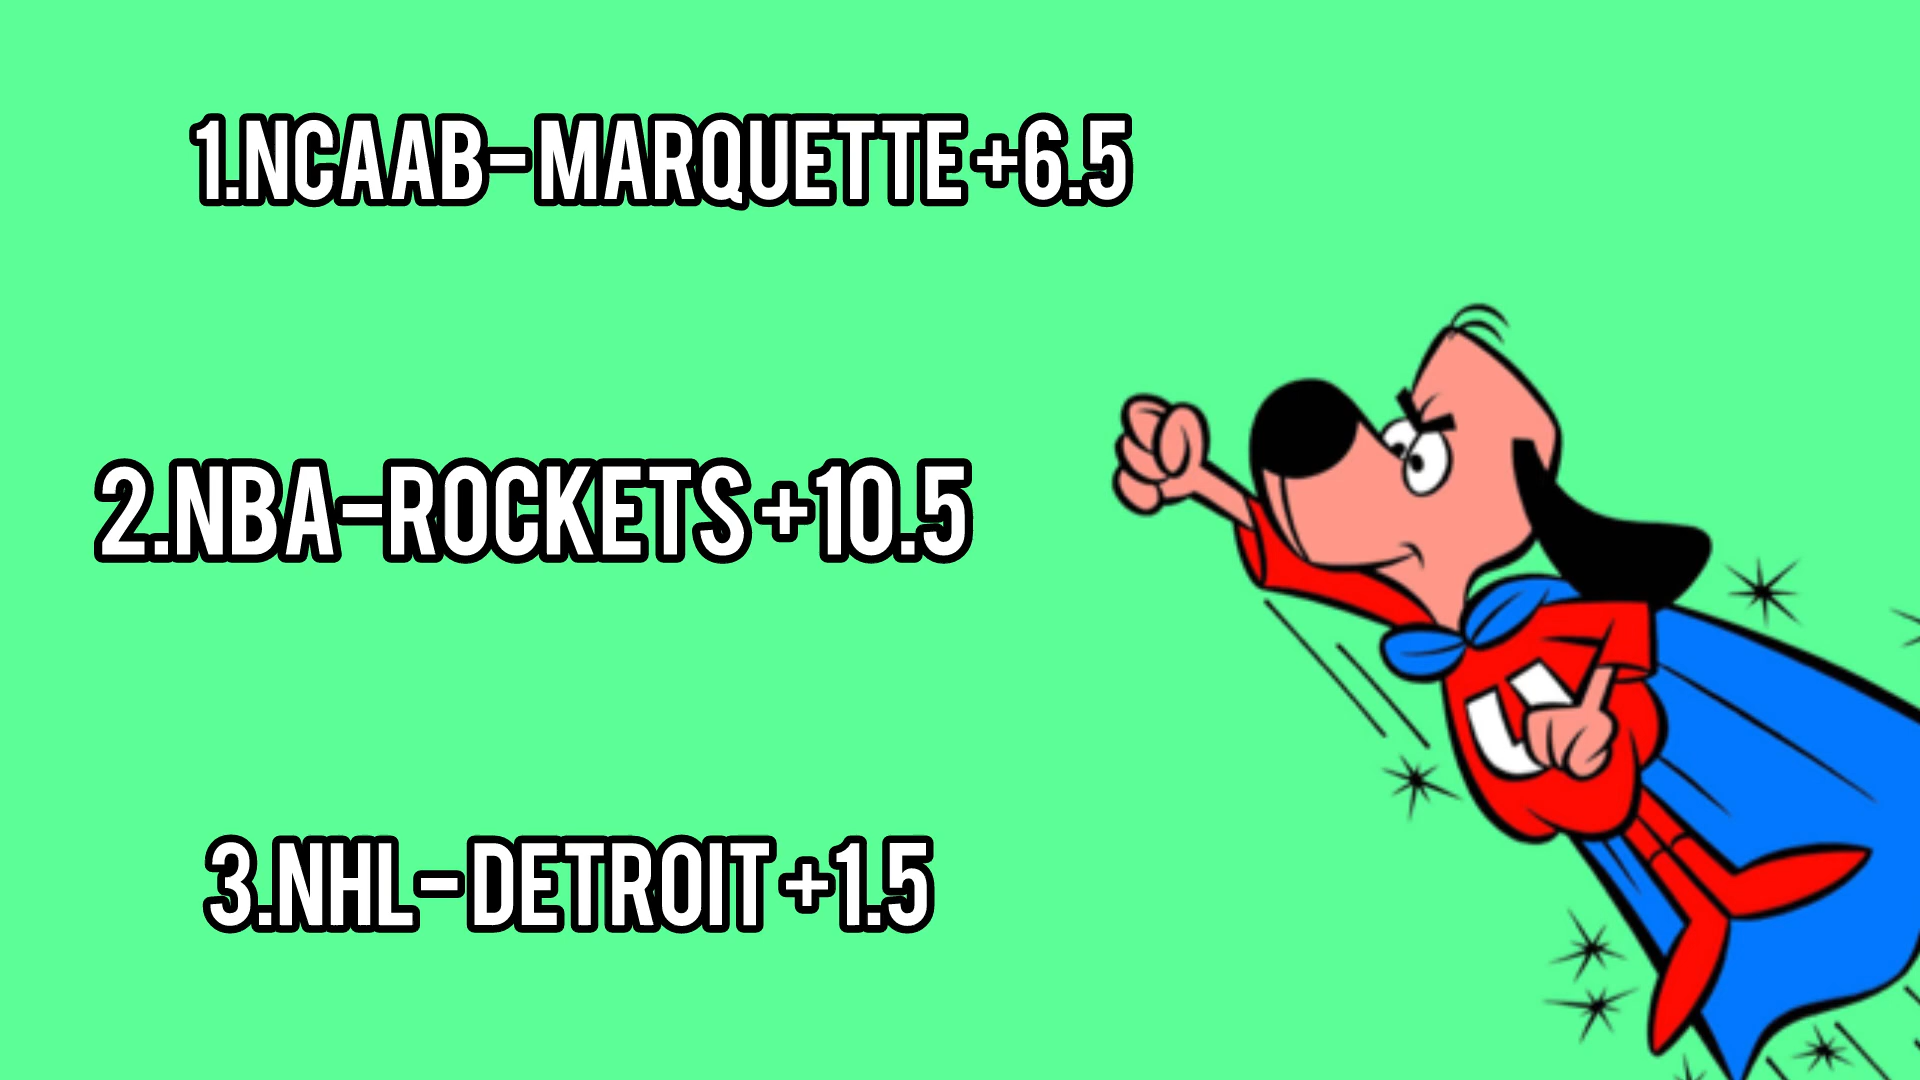 1.NCAAB-MARQUETTE +6.5
2.NBA-ROCKETS +10.5
3.NHL-DETROIT +1.5
U